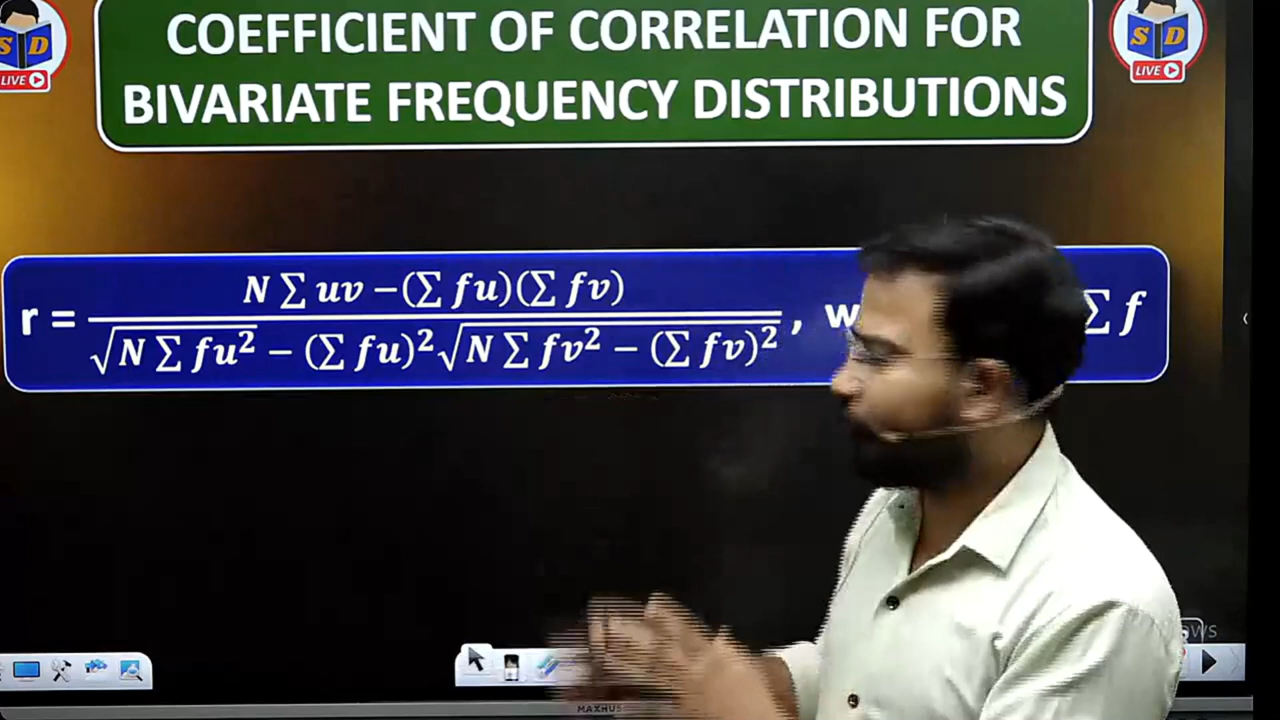 COEFFICIENT OF CORRELATION FOR
BIVARIATE FREQUENCY DISTRIBUTIONS
S D
LIVE
S D
LIVE
r = N ∑ uv −(∑ fu)(∑ fv) / √N ∑ fu² − (∑ fu)² √N ∑ fv² − (∑ fv)² , ∑ f